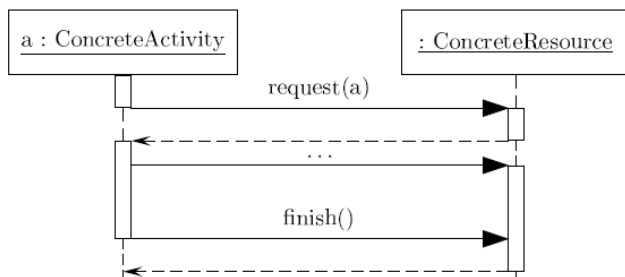 a : ConcreteActivity
: ConcreteResource
request(a)
...
finish()